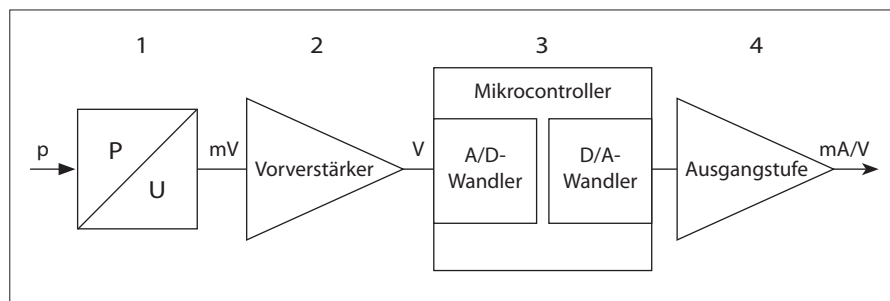 1 2 3 4
Mikrocontroller
p
P
U
mV
Vorverstärker
V
A/D-
Wandler
D/A-
Wandler
Ausgangstufe
mA/V